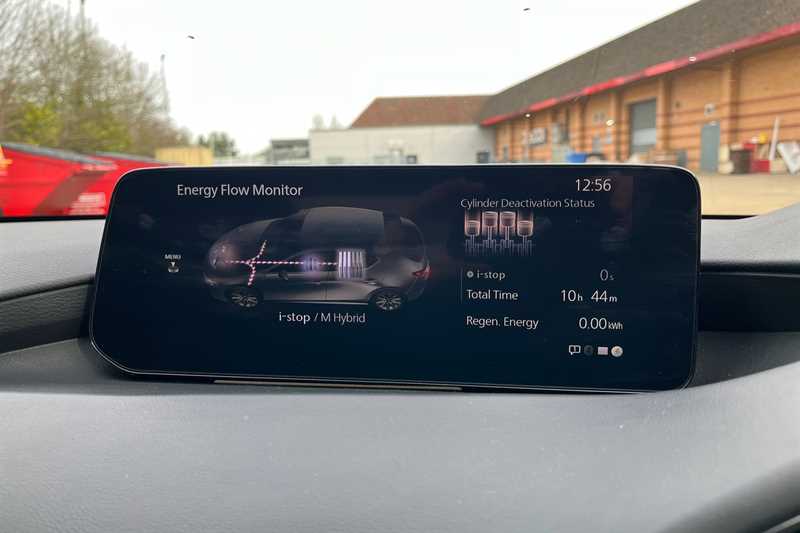 Energy Flow Monitor
12:56
Cylinder Deactivation Status
MENU
i-stop 0s
Total Time 10h 44m
i-stop / M Hybrid
Regen. Energy 0.00kWh